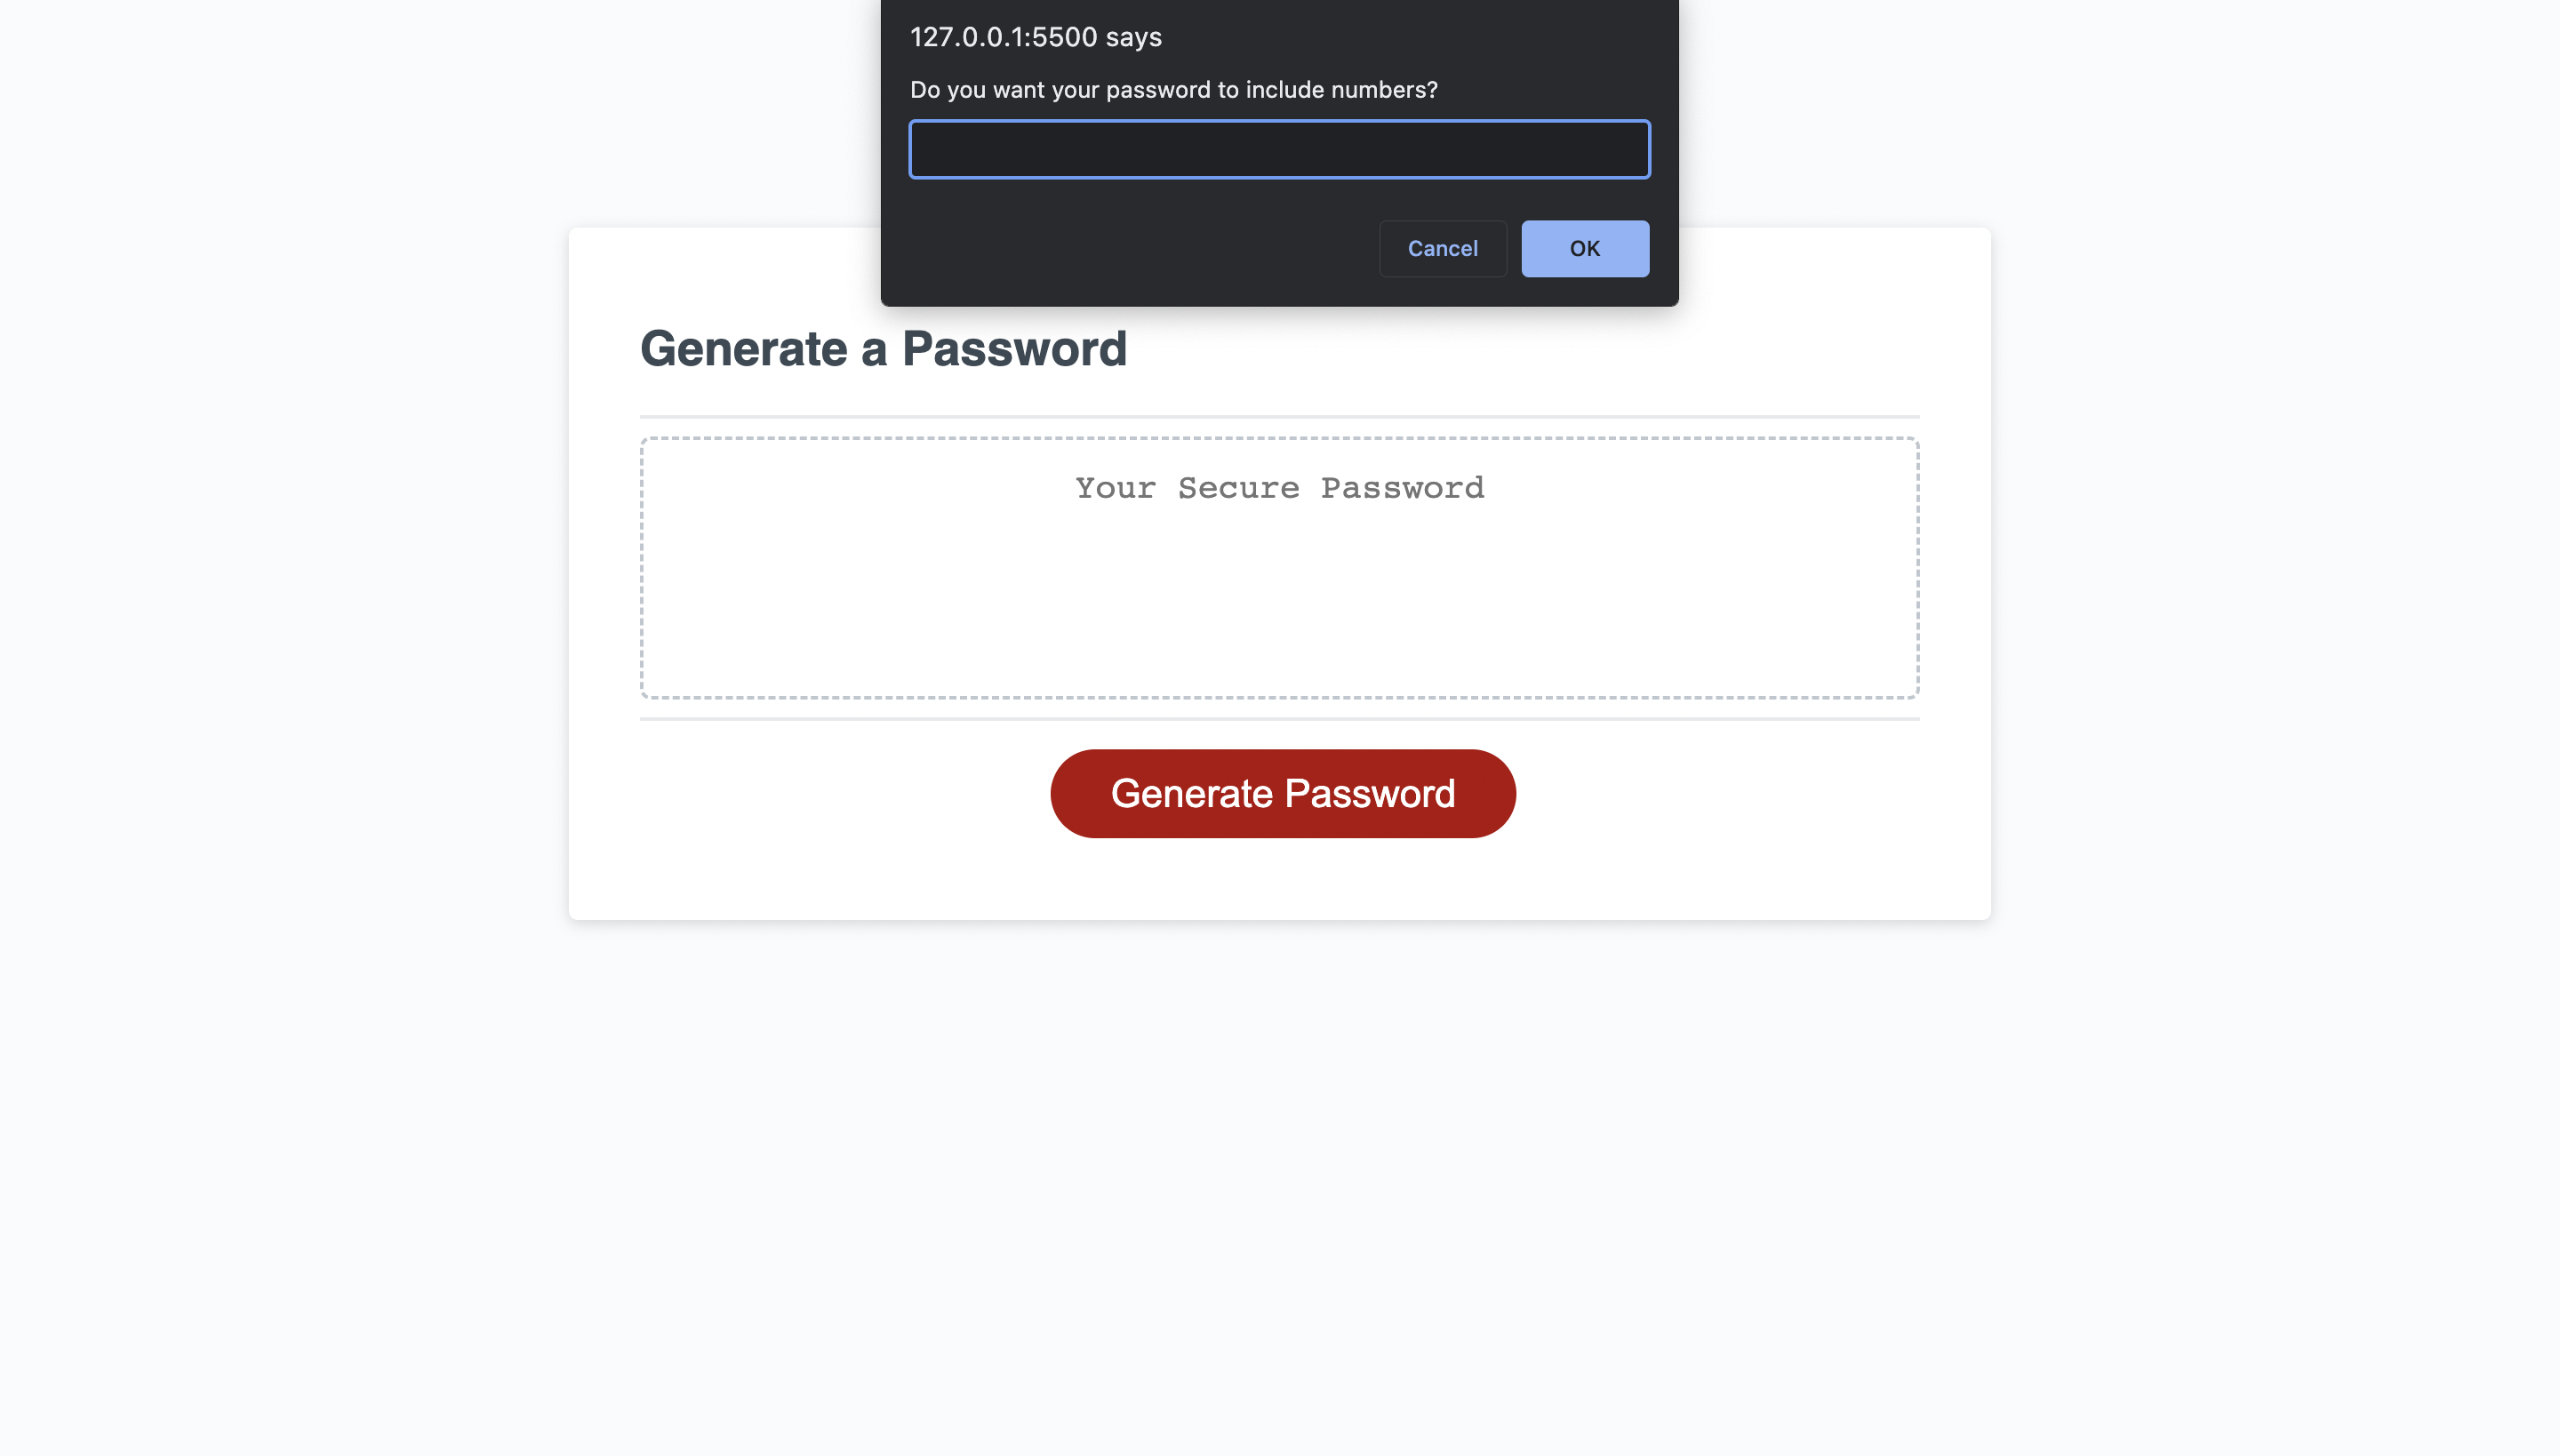 127.0.0.1:5500 says
Do you want your password to include numbers?
Cancel OK
Generate a Password
Your Secure Password
Generate Password